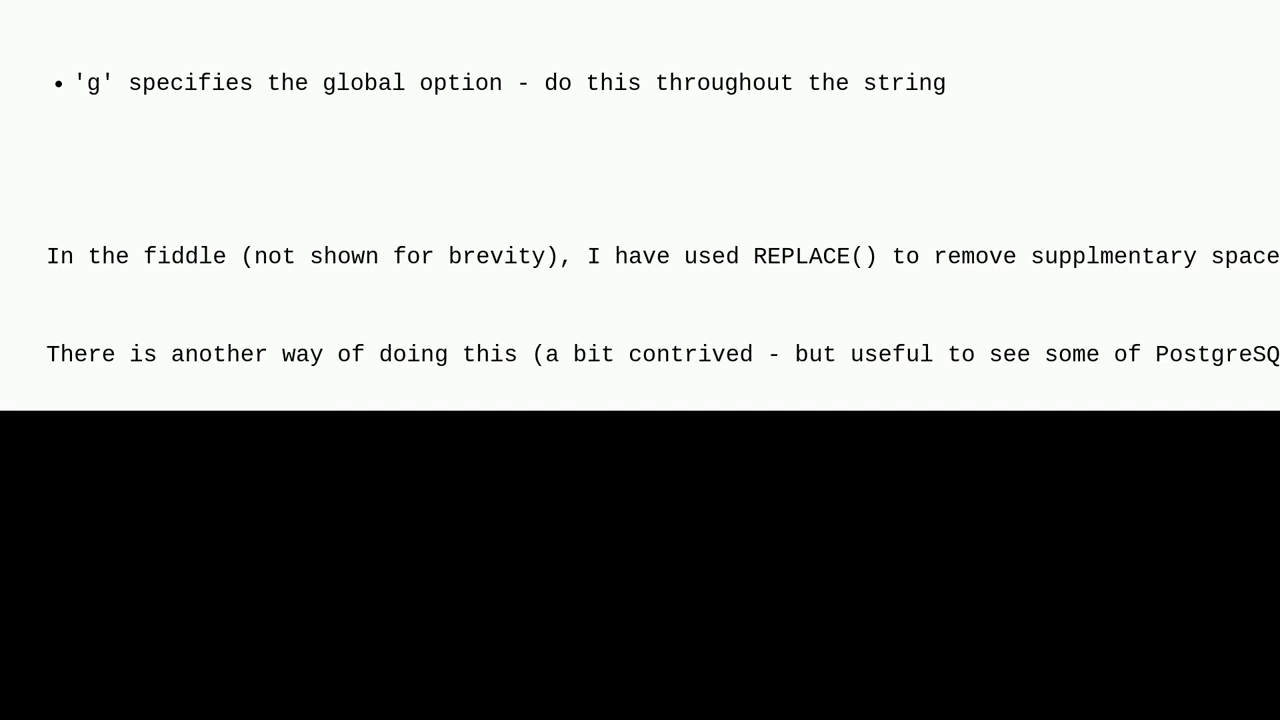 • 'g' specifies the global option - do this throughout the string
In the fiddle (not shown for brevity), I have used REPLACE() to remove supplmentary space
There is another way of doing this (a bit contrived - but useful to see some of PostgreSQ